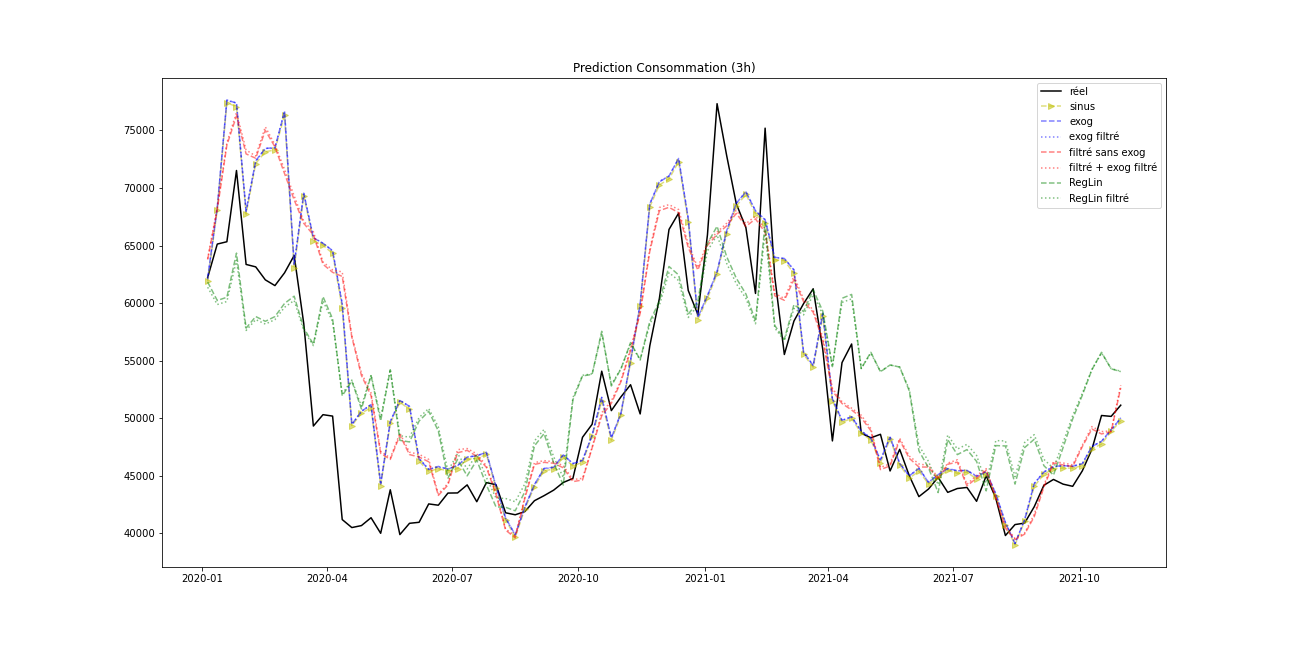 Prediction Consommation (3h)
réel
sinus
exog
exog filtré
filtré sans exog
filtré + exog filtré
RegLin
RegLin filtré
75000
70000
65000
60000
55000
50000
45000
40000
2020-01 2020-04 2020-07 2020-10 2021-01 2021-04 2021-07 2021-10